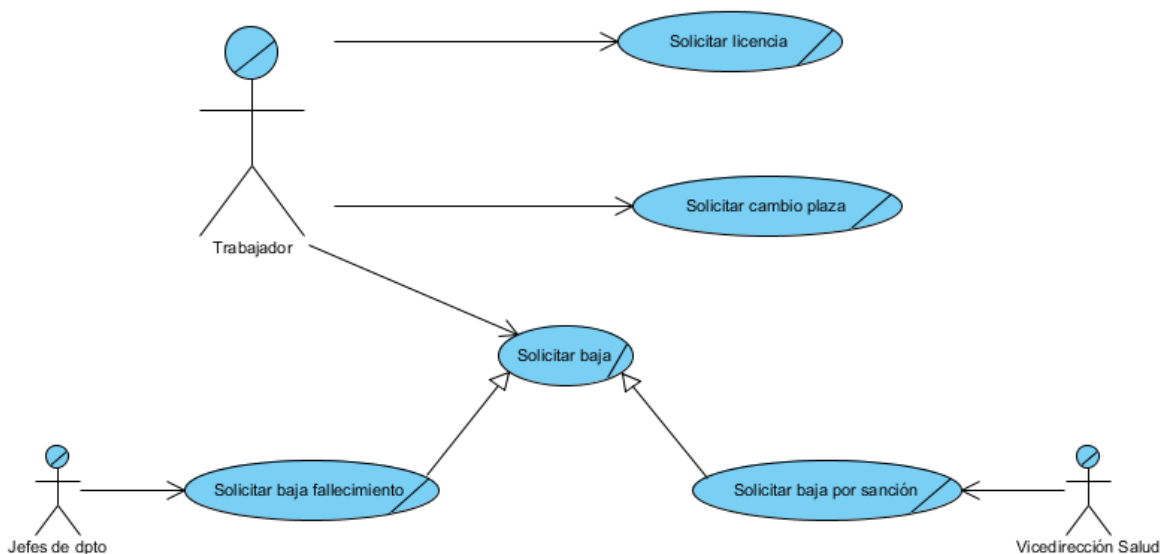 Solicitar licencia
Solicitar cambio plaza
Trabajador
Solicitar baja
Solicitar baja fallecimiento
Solicitar baja por sanción
Jefes de dpto
Vicedirección Salud